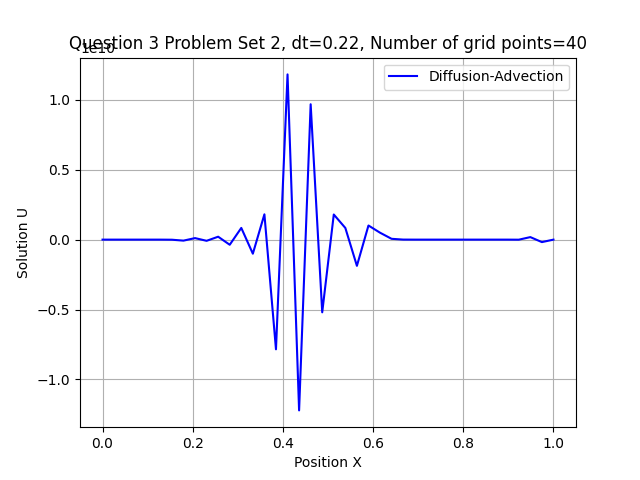 Question 3 Problem Set 2, dt=0.22, Number of grid points=40
1e10
Diffusion-Advection
1.0
0.5
0.0
−0.5
−1.0
Solution U
0.0 0.2 0.4 0.6 0.8 1.0
Position X